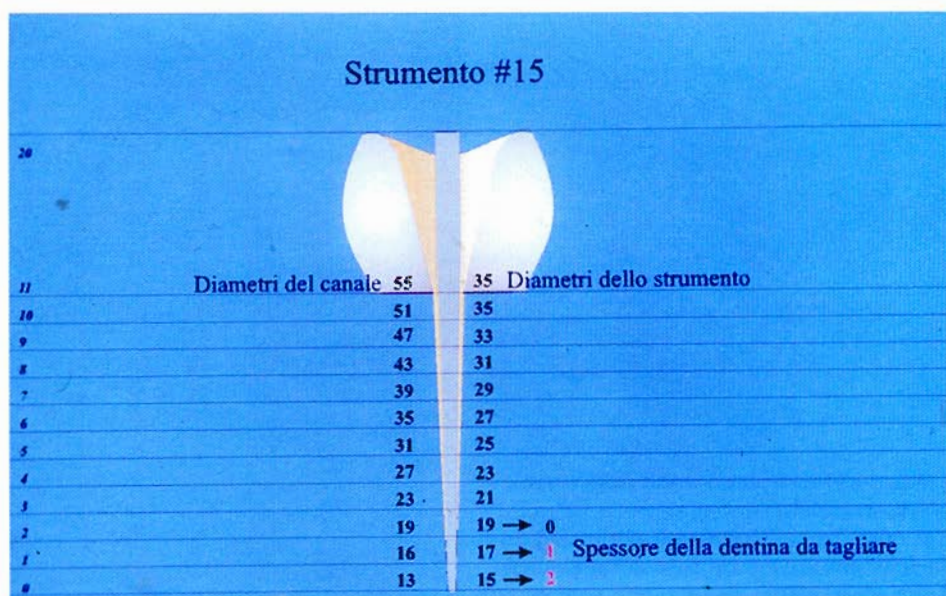 Strumento #15
20
11 Diametri del canale 55 35 Diametri dello strumento
10 51 35
9 47 33
8 43 31
7 39 29
6 35 27
5 31 25
4 27 23
3 23 21
2 19 19 → 0
1 16 17 → 1 Spessore della dentina da tagliare
0 13 15 → 2